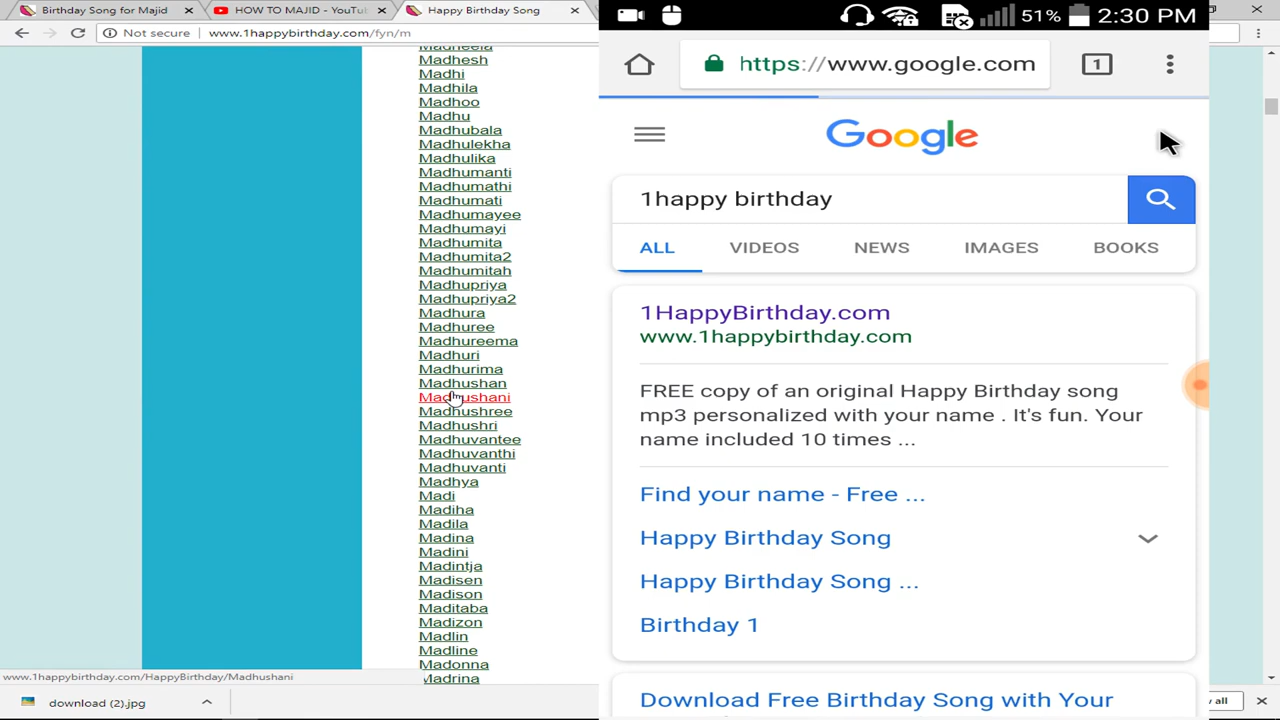 Birthday Song for Majid
HOW TO MAJID - YouTu
Happy Birthday Song
Not secure
www.1happybirthday.com/fyn/m
Madheela
Madhesh
Madhi
Madhila
Madhoo
Madhu
Madhubala
Madhulekha
Madhulika
Madhumanti
Madhumathi
Madhumati
Madhumayee
Madhumayi
Madhumita
Madhumita2
Madhumitah
Madhupriya
Madhupriya2
Madhura
Madhuree
Madhureema
Madhuri
Madhurima
Madhushan
Madhushani
Madhushree
Madhushri
Madhuvantee
Madhuvanthi
Madhuvanti
Madhya
Madi
Madiha
Madila
Madina
Madini
Madintja
Madisen
Madison
Maditaba
Madizon
Madlin
Madline
Madonna
Madrina
www.1happybirthday.com/HappyBirthday/Madhushani
download (2).jpg
51% 2:30 PM
https://www.google.com
1
Google
1happy birthday
ALL VIDEOS NEWS IMAGES BOOKS
1HappyBirthday.com
www.1happybirthday.com
FREE copy of an original Happy Birthday song
mp3 personalized with your name . It's fun. Your
name included 10 times ...
Find your name - Free ...
Happy Birthday Song
Happy Birthday Song ...
Birthday 1
Download Free Birthday Song with Your
all